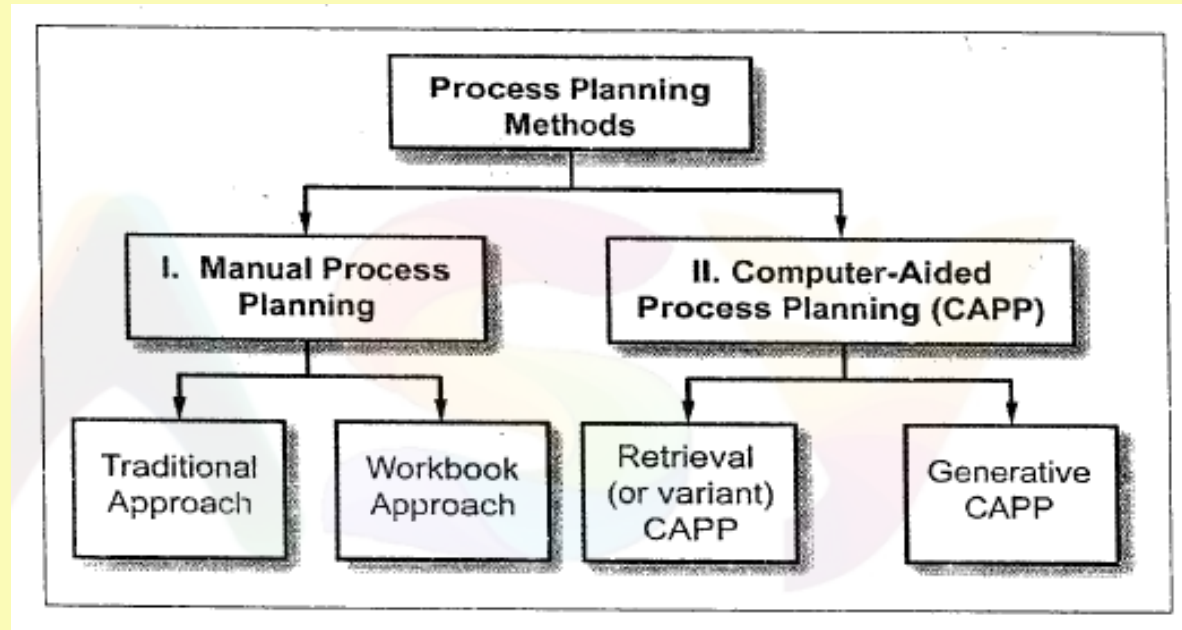 Process Planning
Methods
I. Manual Process
Planning
II. Computer-Aided
Process Planning (CAPP)
Traditional
Approach
Workbook
Approach
Retrieval
(or variant)
CAPP
Generative
CAPP